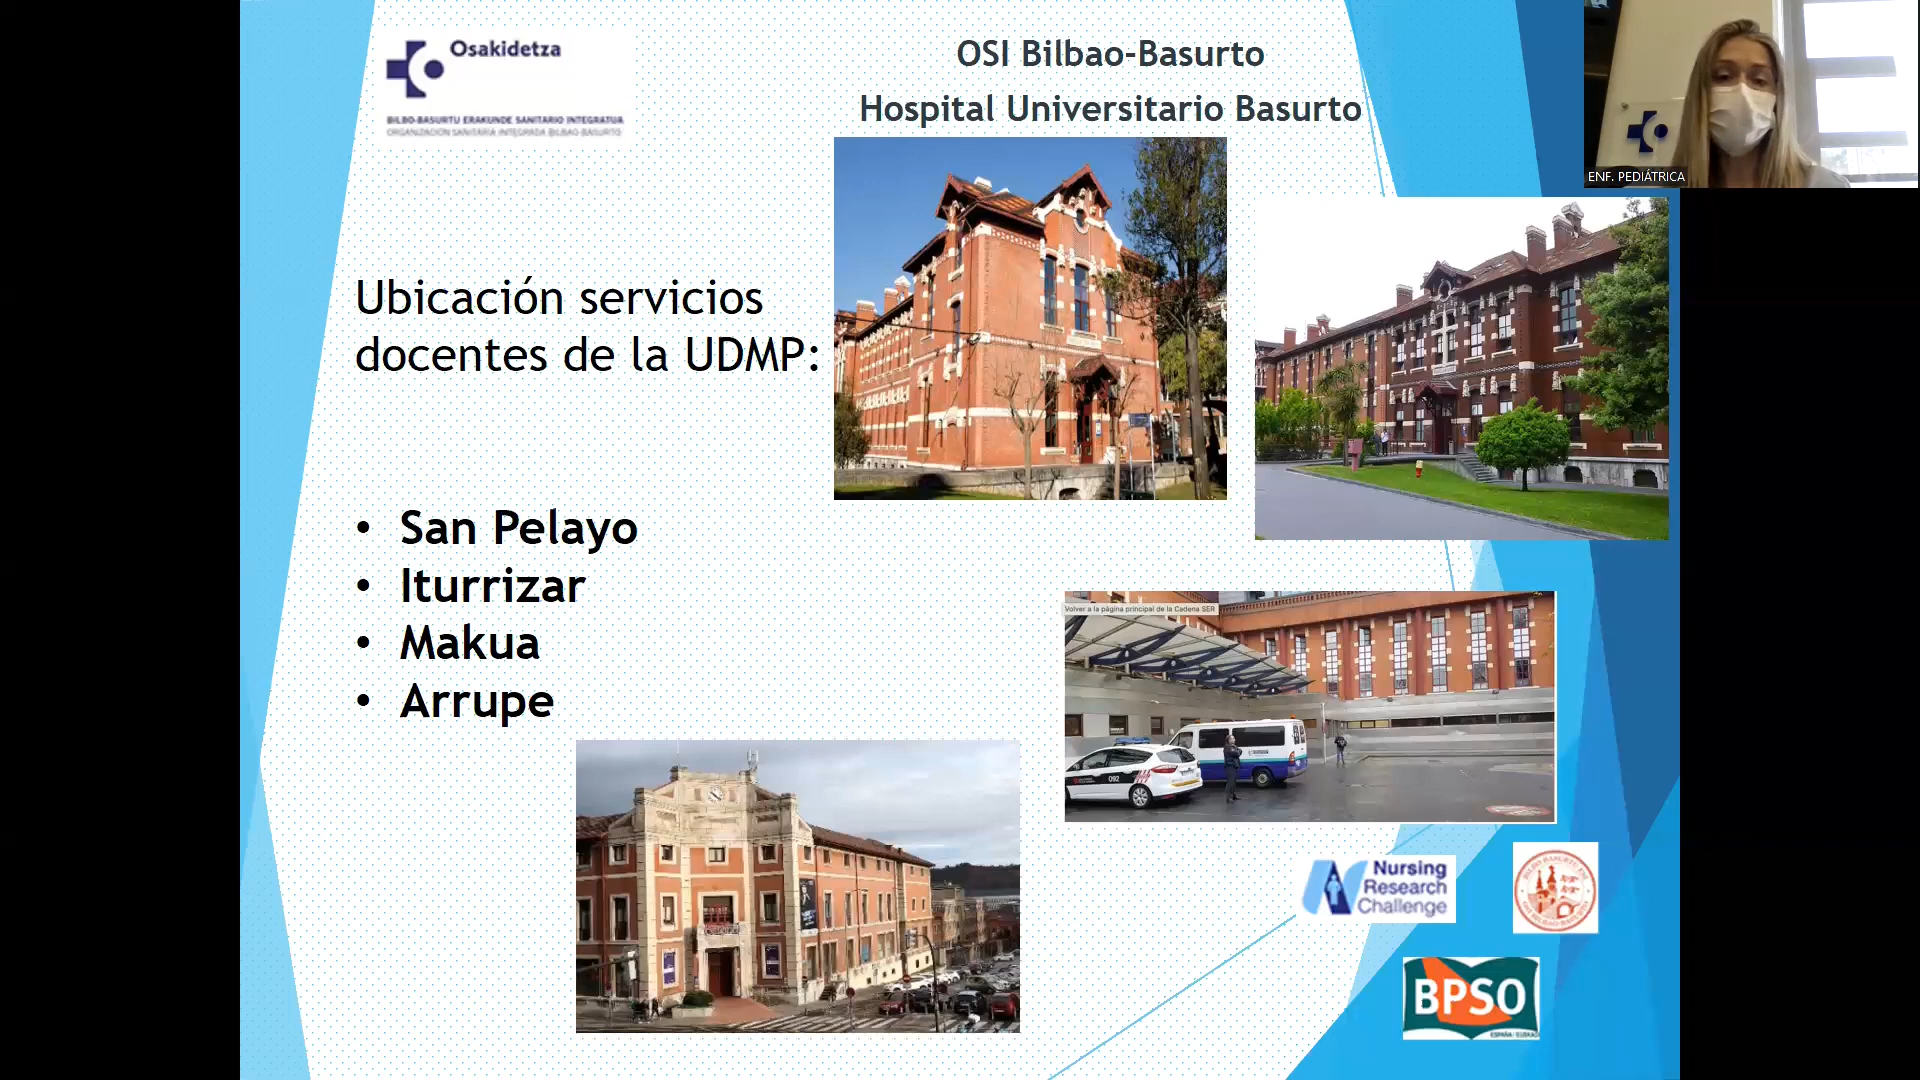 Osakidetza
BILBO-BASURTU ERAKUNDE SANITARIO INTEGRATUA
ORGANIZACIÓN SANITARIA INTEGRADA BILBAO-BASURTO
OSI Bilbao-Basurto
Hospital Universitario Basurto
ENF. PEDIÁTRICA
Ubicación servicios
docentes de la UDMP:
• San Pelayo
• Iturrizar
• Makua
• Arrupe
Volver a la página principal de la Cadena SER
092
Nursing
Research
Challenge
BPSO